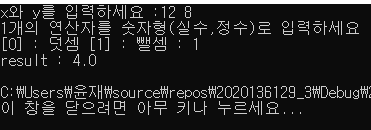 x와 y를 입력하세요 :12 8
1개의 연산자를 숫자형(실수,정수)로 입력하세요
[0] : 덧셈 [1] : 뺄셈 : 1
result : 4.0
C:\Users\윤재\source\repos\2020136129_3\Debug\2
이 창을 닫으려면 아무 키나 누르세요...